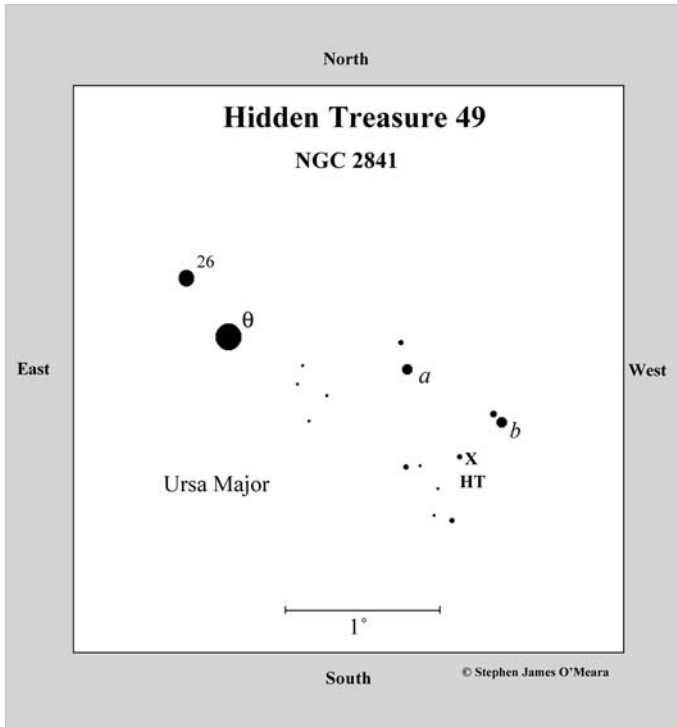 North
Hidden Treasure 49
NGC 2841
26
θ
East
West
a
b
X
HT
Ursa Major
1°
South
© Stephen James O’Meara